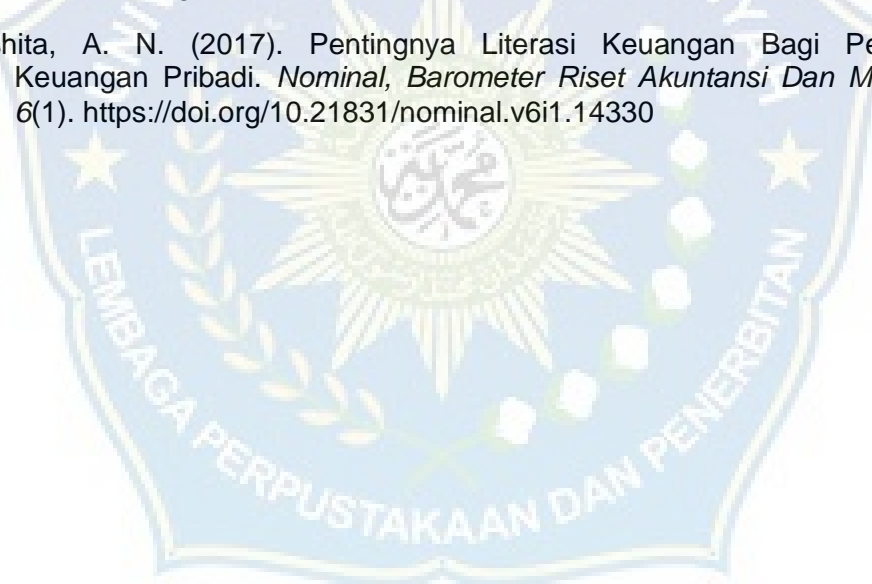 hita, A. N. (2017). Pentingnya Literasi Keuangan Bagi Pe
Keuangan Pribadi. Nominal, Barometer Riset Akuntansi Dan M
6(1). https://doi.org/10.21831/nominal.v6i1.14330
LEMBAGA PERPUSTAKAAN DAN PENERBITAN